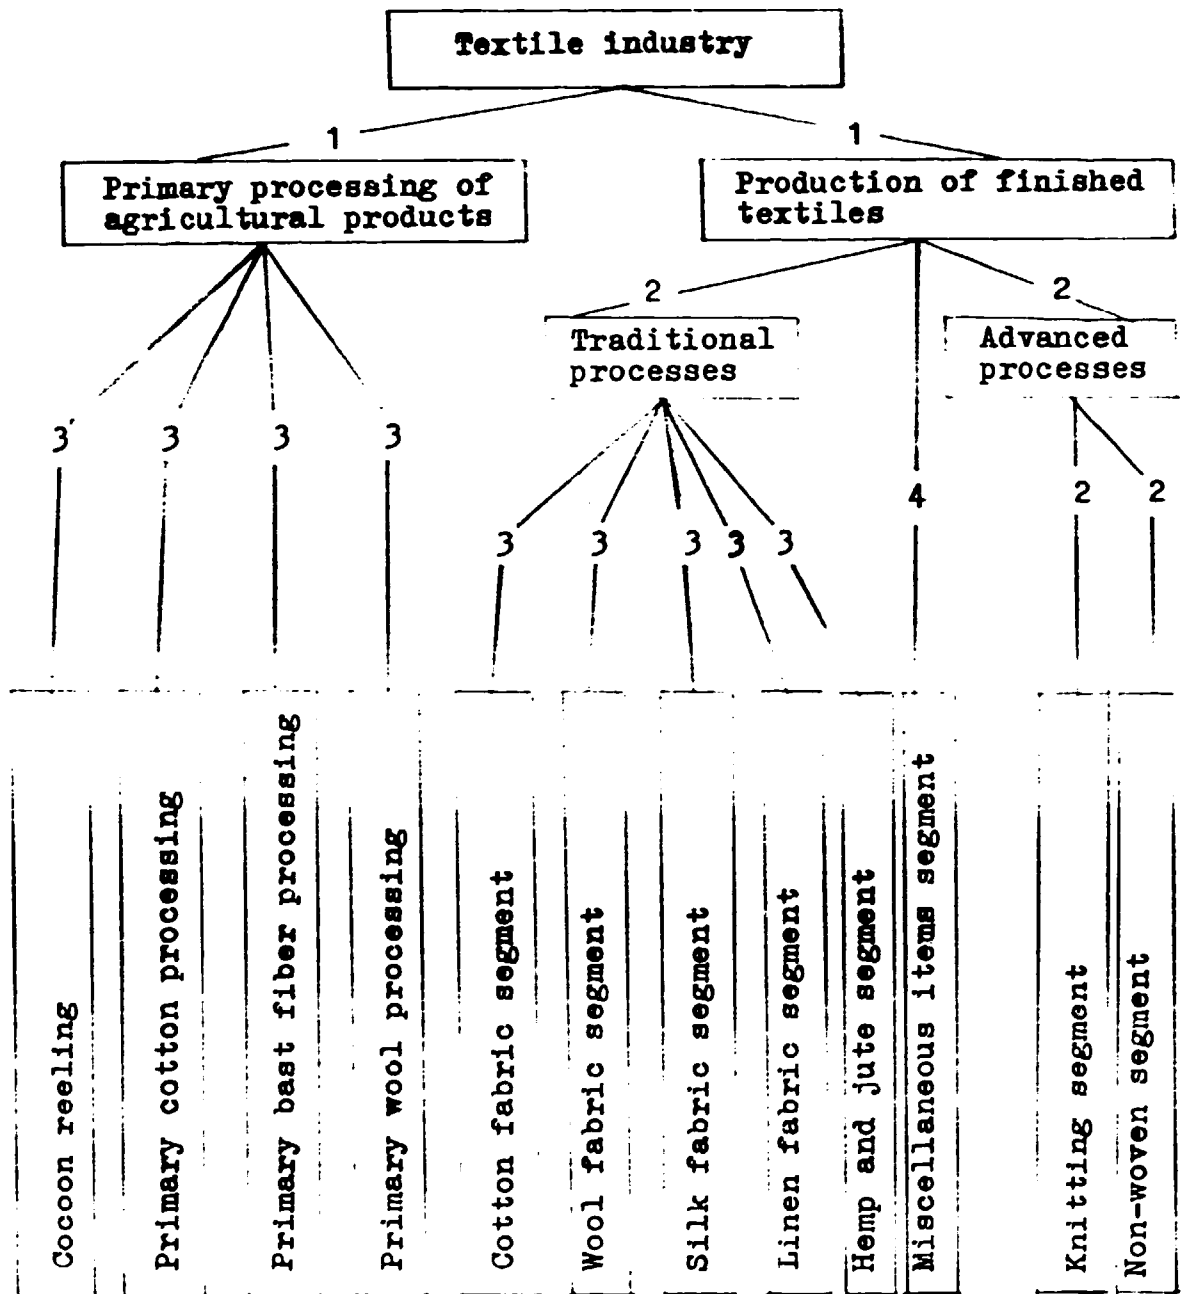 Textile industry
1
1
Primary processing of
agricultural products
Production of finished
textiles
2
2
Traditional
processes
Advanced
processes
3
3
3
3
4
2
2
3
3
3
3
3
Cocoon reeling
Primary cotton processing
Primary bast fiber processing
Primary wool processing
Cotton fabric segment
Wool fabric segment
Silk fabric segment
Linen fabric segment
Hemp and jute segment
Miscellaneous items segment
Knitting segment
Non-woven segment